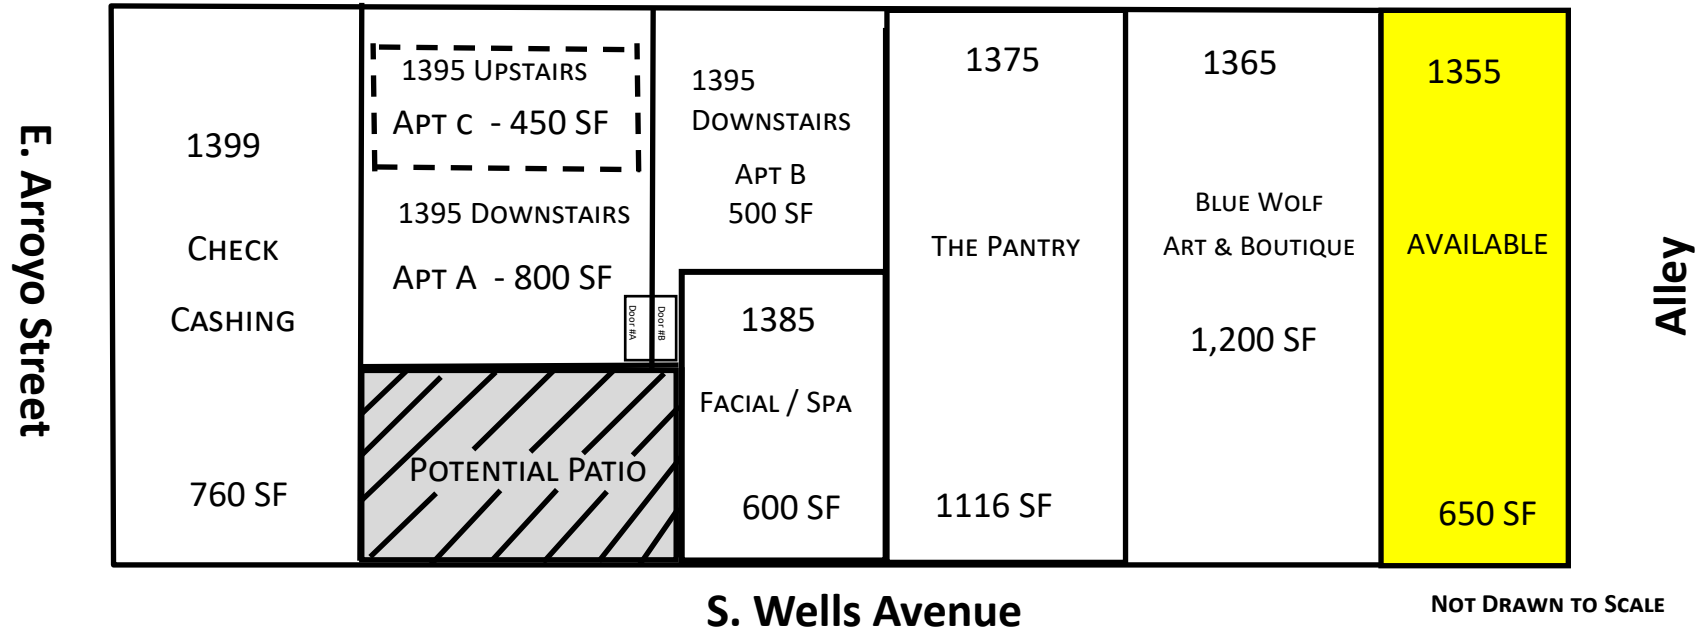 E. Arroyo Street
1399
Check
Cashing
760 SF
1395 Upstairs
Apt c - 450 SF
1395 Downstairs
Apt A - 800 SF
Door #A
Door #B
Potential Patio
1395
Downstairs
Apt B
500 SF
1385
Facial / Spa
600 SF
1375
The Pantry
1116 SF
1365
Blue Wolf
Art & Boutique
1,200 SF
1355
AVAILABLE
650 SF
Alley
S. Wells Avenue
Not Drawn to Scale